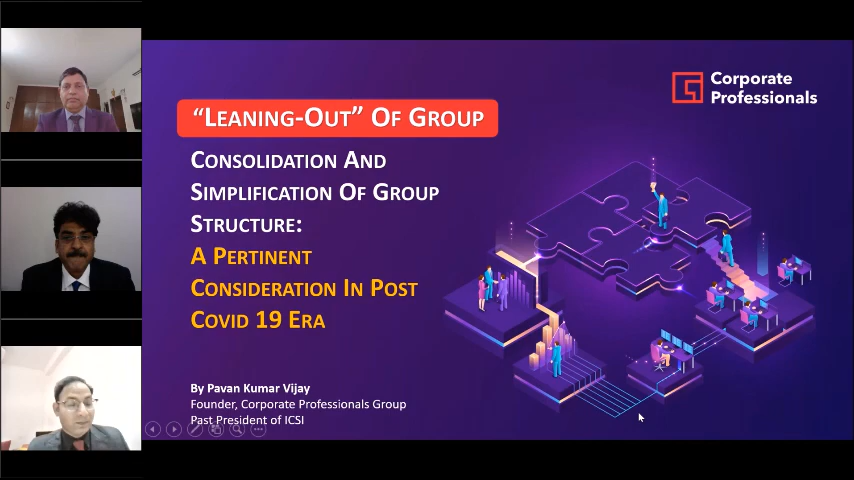 Corporate
Professionals
“LEANING-OUT” OF GROUP
CONSOLIDATION AND
SIMPLIFICATION OF GROUP
STRUCTURE:
A PERTINENT
CONSIDERATION IN POST
COVID 19 ERA
By Pavan Kumar Vijay
Founder, Corporate Professionals Group
Past President of ICSI